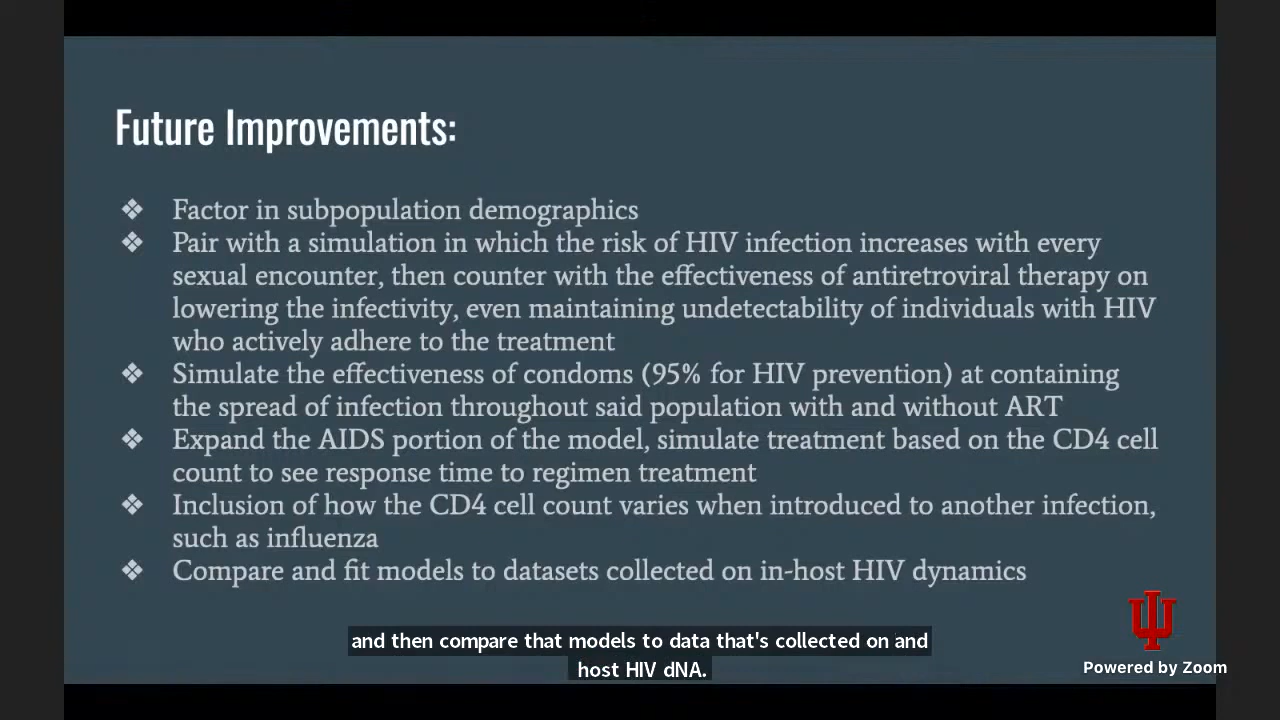 Future Improvements:
❖ Factor in subpopulation demographics
❖ Pair with a simulation in which the risk of HIV infection increases with every
sexual encounter, then counter with the effectiveness of antiretroviral therapy on
lowering the infectivity, even maintaining undetectability of individuals with HIV
who actively adhere to the treatment
❖ Simulate the effectiveness of condoms (95% for HIV prevention) at containing
the spread of infection throughout said population with and without ART
❖ Expand the AIDS portion of the model, simulate treatment based on the CD4 cell
count to see response time to regimen treatment
❖ Inclusion of how the CD4 cell count varies when introduced to another infection,
such as influenza
❖ Compare and fit models to datasets collected on in-host HIV dynamics
and then compare that models to data that's collected on and
host HIV dNA.
Powered by Zoom